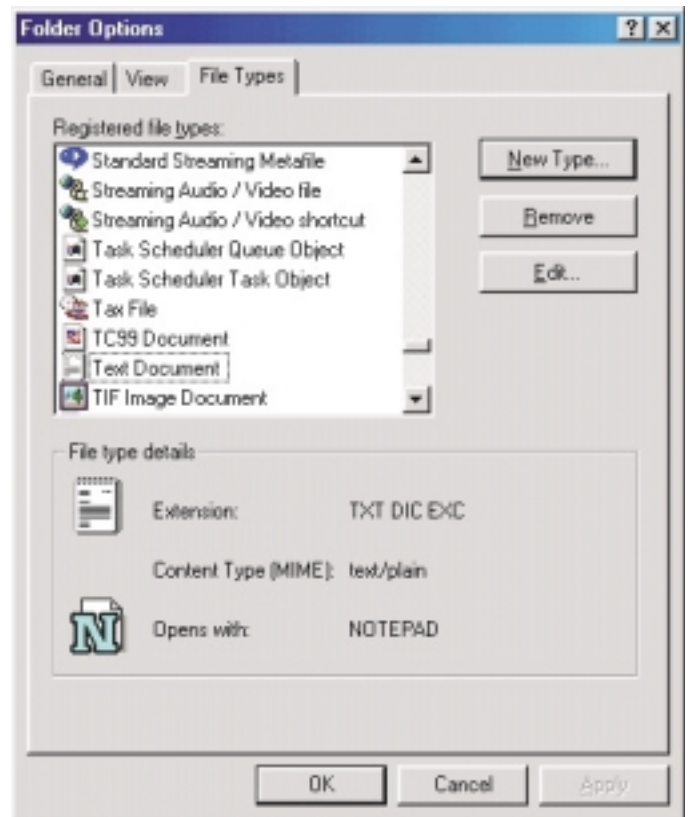 Folder Options
General View File Types
Registered file types:
Standard Streaming Metafile
Streaming Audio / Video file
Streaming Audio / Video shortcut
Task Scheduler Queue Object
Task Scheduler Task Object
Tax File
TC99 Document
Text Document
TIF Image Document
New Type...
Remove
Edit...
File type details
Extension: TXT DIC EXC
Content Type (MIME): text/plain
Opens with: NOTEPAD
OK Cancel Apply